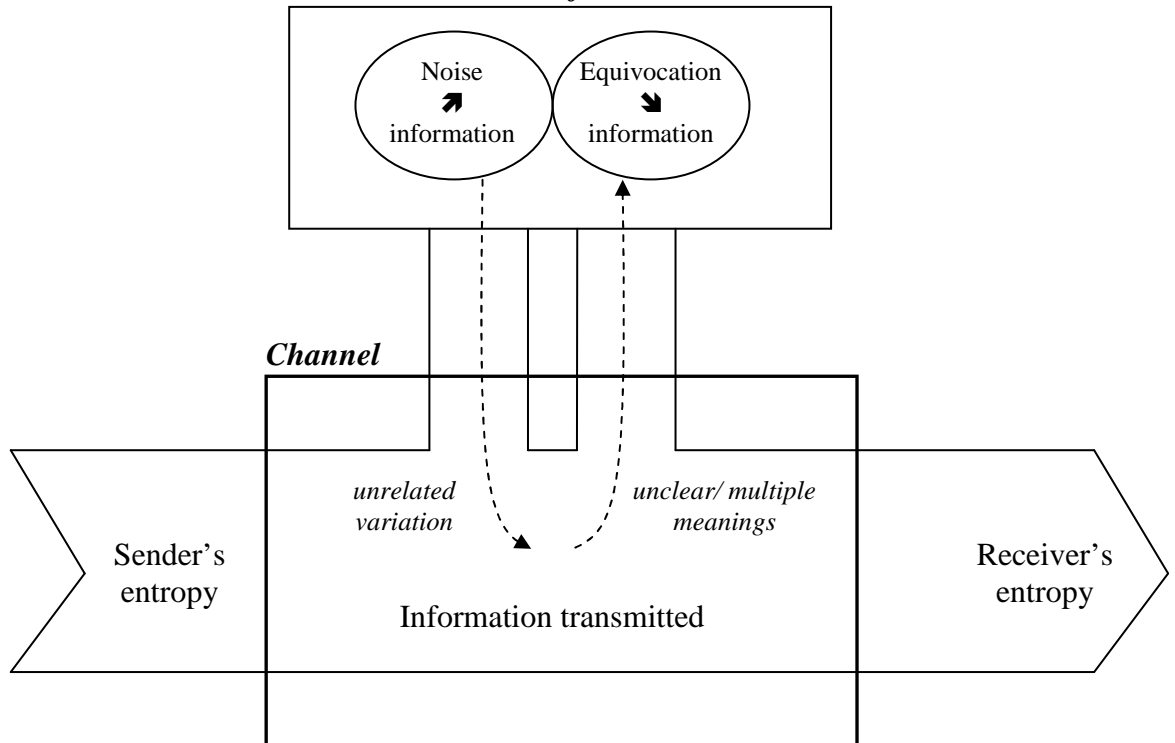 Noise
information
Equivocation
information
Channel
unrelated
variation
unclear/ multiple
meanings
Sender's
entropy
Information transmitted
Receiver's
entropy